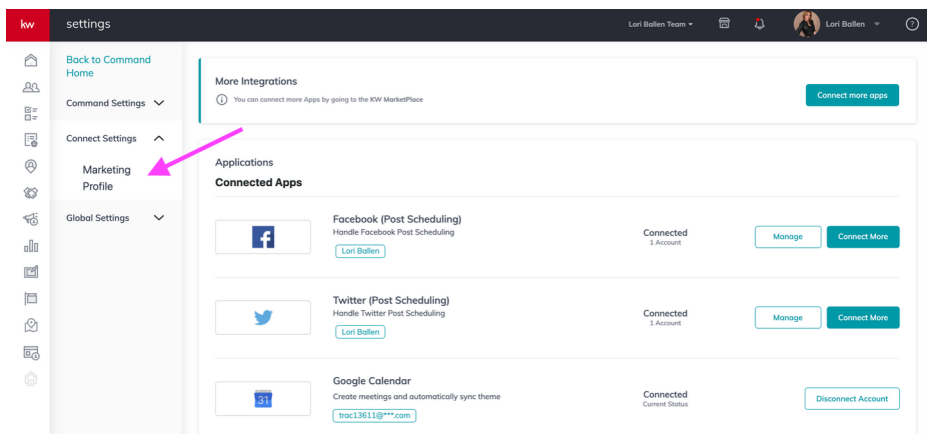 kw
settings
Lori Ballen Team
Lori Ballen
?
Back to Command
Home
Command Settings
Connect Settings
Marketing
Profile
Global Settings
More Integrations
i You can connect more Apps by going to the KW MarketPlace
Connect more apps
Applications
Connected Apps
Facebook (Post Scheduling)
Handle Facebook Post Scheduling
Lori Ballen
Connected
1 Account
Manage
Connect More
Twitter (Post Scheduling)
Handle Twitter Post Scheduling
Lori Ballen
Connected
1 Account
Manage
Connect More
31
Google Calendar
Create meetings and automatically sync theme
trac13611@***.com
Connected
Current Status
Disconnect Account